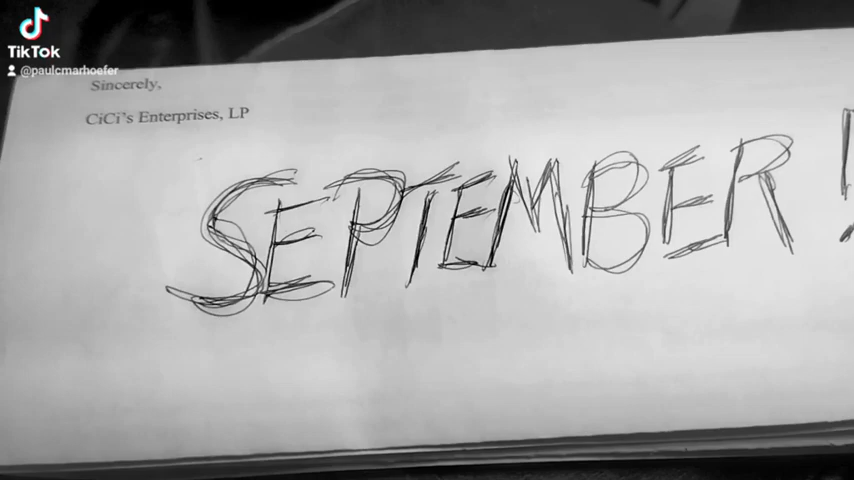 TikTok
@paulcmarhoefer
Sincerely,
CiCi's Enterprises, LP
SEPTEMBER!